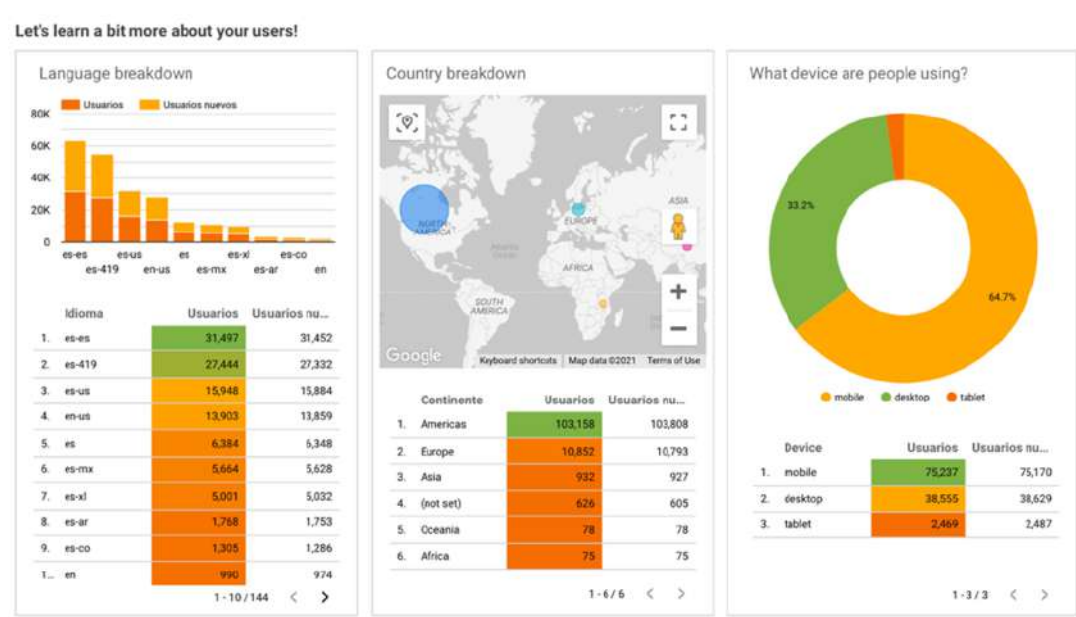 Let's learn a bit more about your users!
Language breakdown
Usuarios Usuarios nuevos
80K
60K
40K
20K
0
es-es es-us es es-xl es-co
es-419 en-us es-mx es-ar en
Idioma Usuarios Usuarios nu...
1. es-es 31,497 31,452
2. es-419 27,444 27,332
3. es-us 15,948 15,884
4. en-us 13,903 13,859
5. es 6,384 6,348
6. es-mx 5,664 5,628
7. es-xl 5,001 5,032
8. es-ar 1,768 1,753
9. es-co 1,305 1,286
1... en 990 974
1 - 10 / 144
Country breakdown
NORTH AMERICA
EUROPE
ASIA
AFRICA
SOUTH
AMERICA
Google
Keyboard shortcuts Map data ©2021 Terms of Use
Continente Usuarios Usuarios nu...
1. Americas 103,158 103,808
2. Europe 10,852 10,793
3. Asia 932 927
4. (not set) 626 605
5. Oceania 78 78
6. Africa 75 75
1 - 6 / 6
What device are people using?
33.2%
64.7%
mobile desktop tablet
Device Usuarios Usuarios nu...
1. mobile 75,237 75,170
2. desktop 38,555 38,629
3. tablet 2,469 2,487
1 - 3 / 3